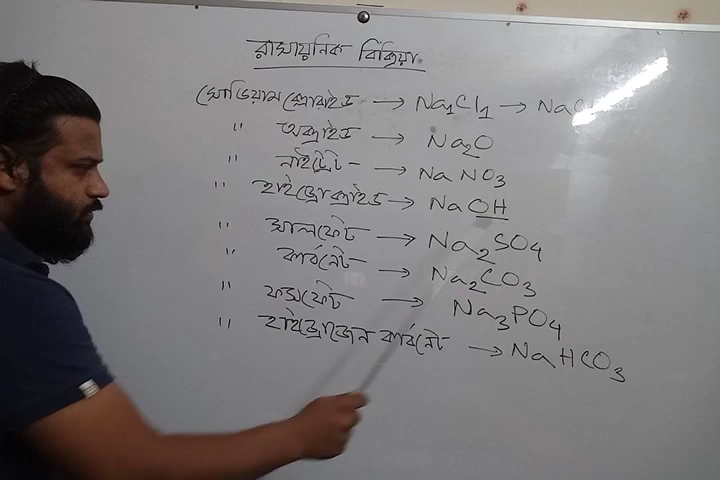 রাসায়নিক বিক্রিয়া
সোডিয়াম ক্লোরাইড → Na₁Cl₁ → NaCl
" অক্সাইড → Na₂O
" নাইট্রেট → NaNO₃
" হাইড্রোক্সাইড → NaOH
" সালফেট → Na₂SO₄
" কার্বনেট → Na₂CO₃
" ফসফেট → Na₃PO₄
" হাইড্রোজেন কার্বনেট → NaHCO₃